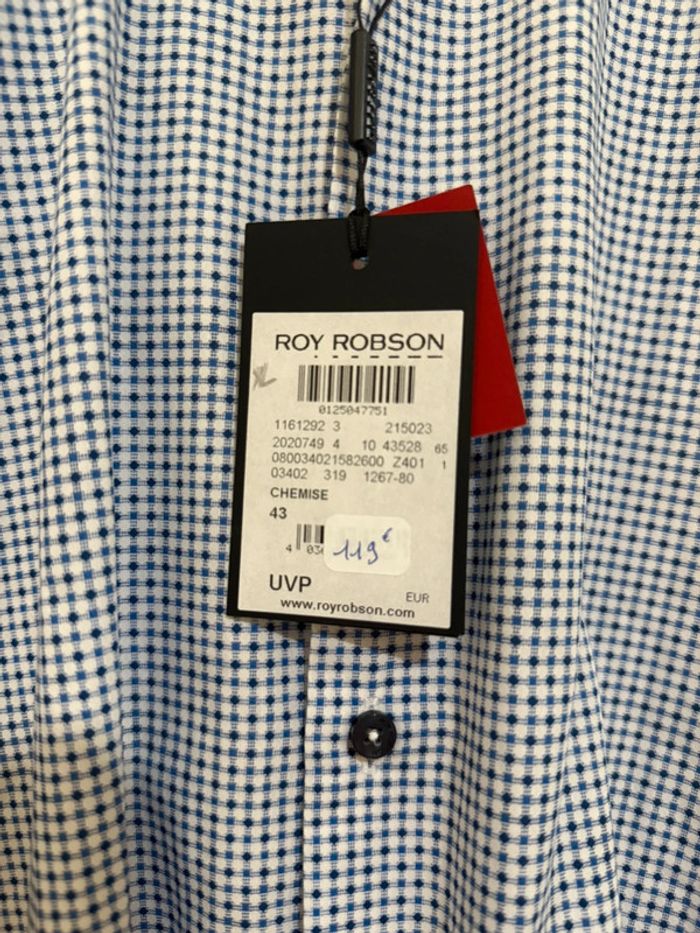 ROY ROBSON
XL
0125047751
1161292 3 215023
2020749 4 10 43528 65
080034021582600 Z401 1
03402 319 1267-80
CHEMISE
43
119€
UVP EUR
www.royrobson.com